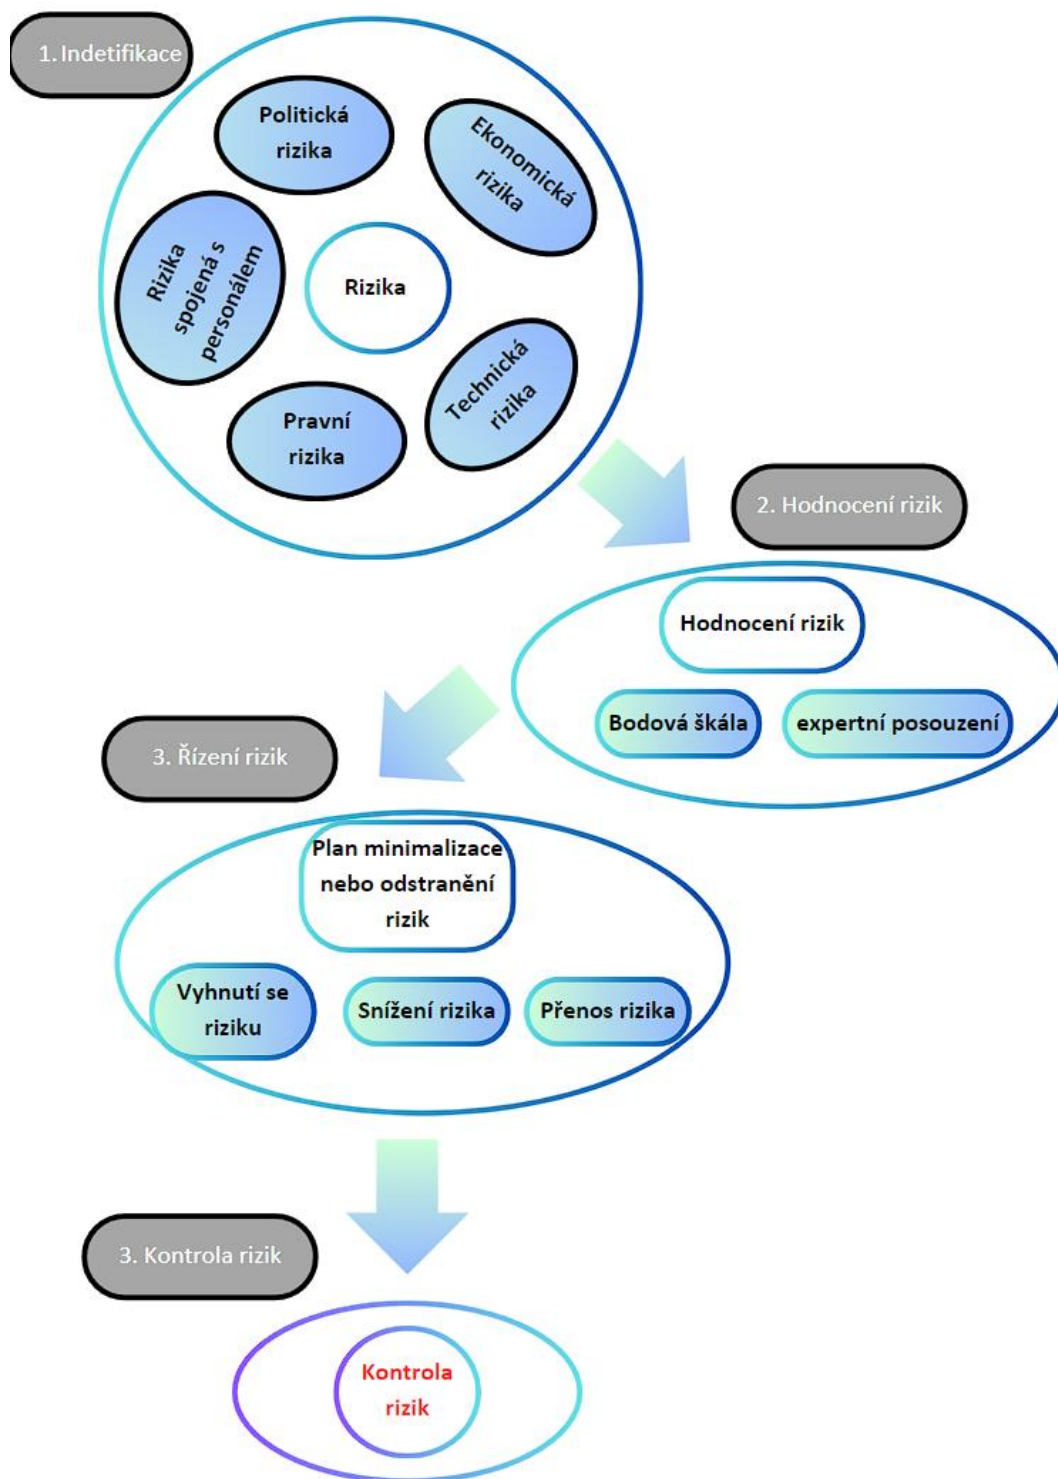 1. Indetifikace
Politická
rizika
Ekonomická
rizika
Rizika
spojená s
personálem
Rizika
Technická
rizika
Pravní
rizika
2. Hodnocení rizik
Hodnocení rizik
Bodová škála
expertní posouzení
3. Řízení rizik
Plan minimalizace
nebo odstranění
rizik
Vyhnutí se
riziku
Snížení rizika
Přenos rizika
3. Kontrola rizik
Kontrola
rizik